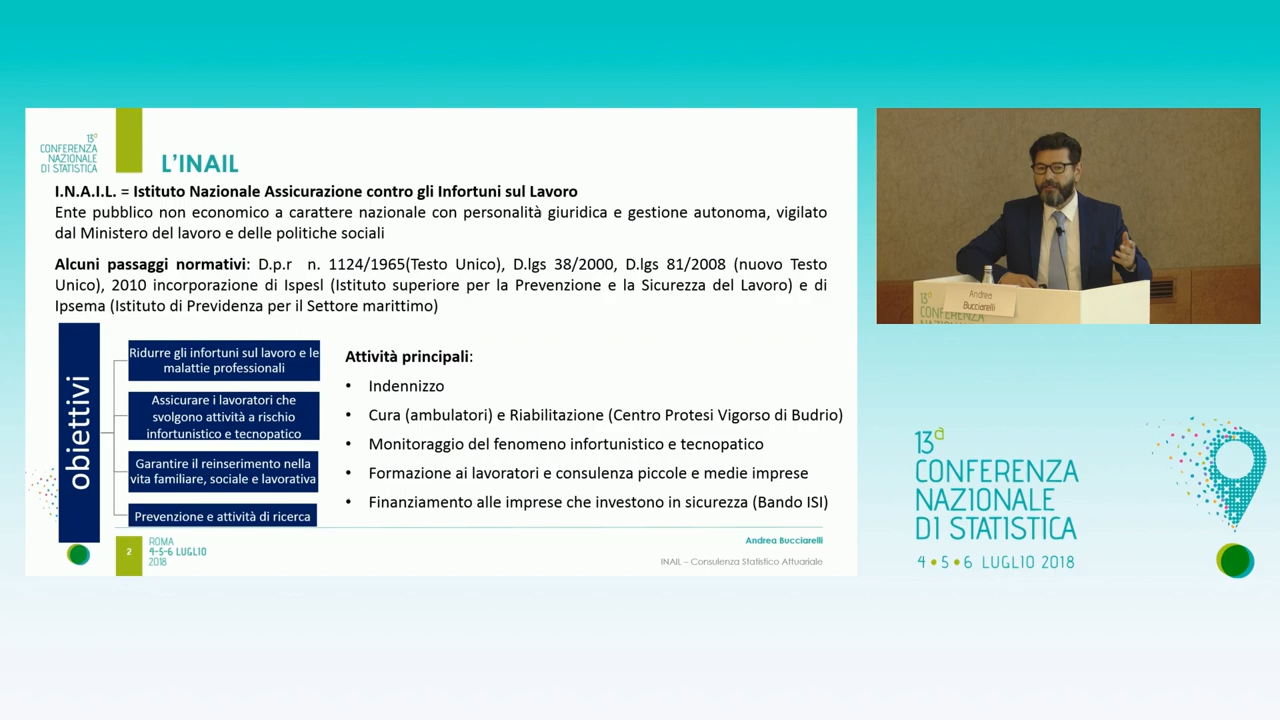 13a
CONFERENZA
NAZIONALE
DI STATISTICA
L'INAIL
I.N.A.I.L. = Istituto Nazionale Assicurazione contro gli Infortuni sul Lavoro
Ente pubblico non economico a carattere nazionale con personalità giuridica e gestione autonoma, vigilato
dal Ministero del lavoro e delle politiche sociali
Alcuni passaggi normativi: D.p.r n. 1124/1965(Testo Unico), D.lgs 38/2000, D.lgs 81/2008 (nuovo Testo
Unico), 2010 incorporazione di Ispesl (Istituto superiore per la Prevenzione e la Sicurezza del Lavoro) e di
Ipsema (Istituto di Previdenza per il Settore marittimo)
obiettivi
Ridurre gli infortuni sul lavoro e le
malattie professionali
Assicurare i lavoratori che
svolgono attività a rischio
infortunistico e tecnopatico
Garantire il reinserimento nella
vita familiare, sociale e lavorativa
Prevenzione e attività di ricerca
Attività principali:
• Indennizzo
• Cura (ambulatori) e Riabilitazione (Centro Protesi Vigorso di Budrio)
• Monitoraggio del fenomeno infortunistico e tecnopatico
• Formazione ai lavoratori e consulenza piccole e medie imprese
• Finanziamento alle imprese che investono in sicurezza (Bando ISI)
2
ROMA
4-5-6 LUGLIO
2018
Andrea Bucciarelli
INAIL – Consulenza Statistico Attuariale
Andrea
Bucciarelli
13a
CONFERENZA
13a
CONFERENZA
NAZIONALE
DI STATISTICA
4 • 5 • 6 LUGLIO 2018